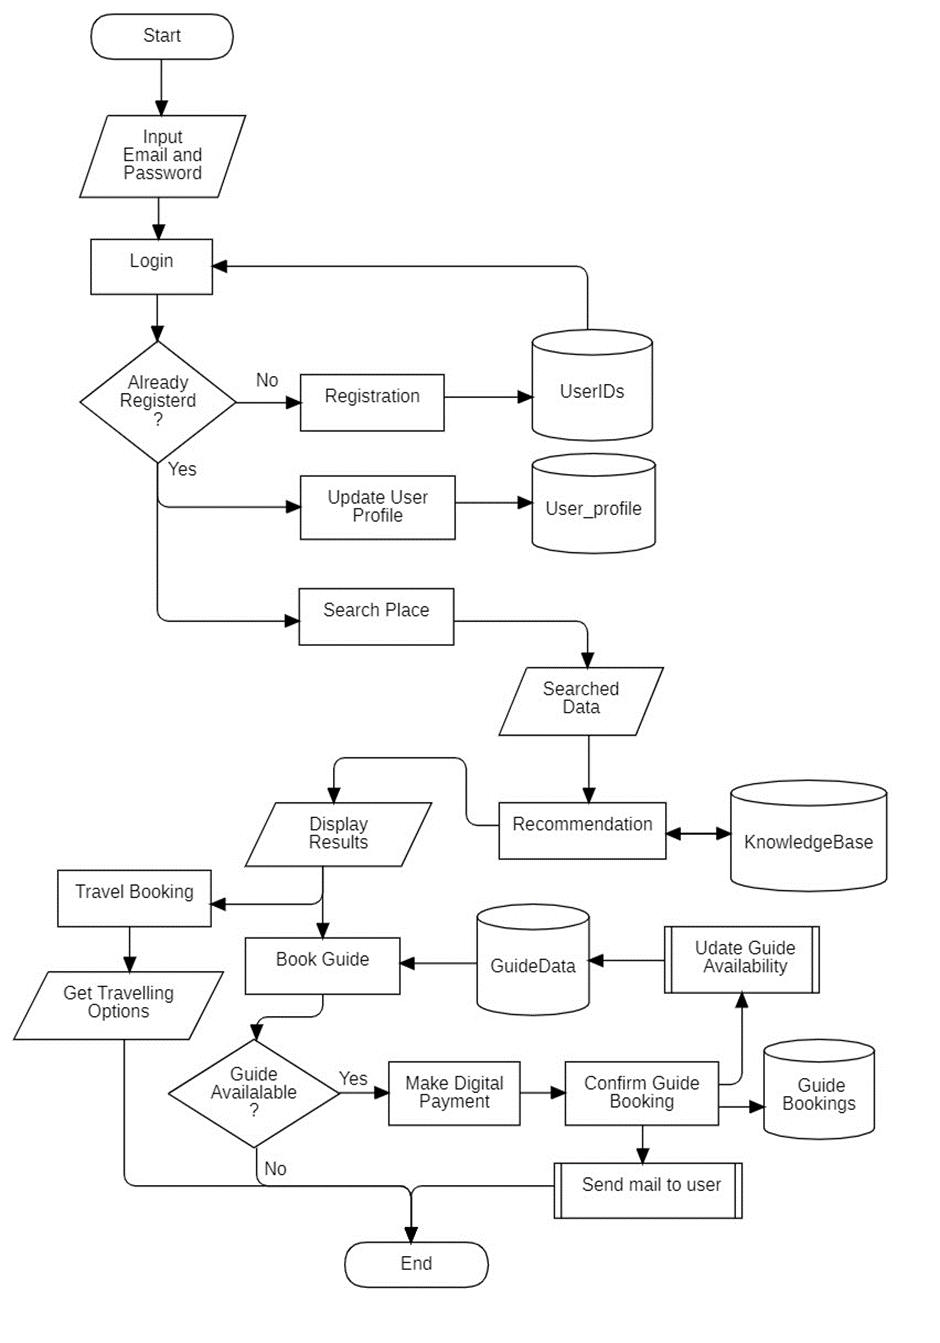 Start
Input
Email and
Password
Login
Already
Registerd
?
No
Registration
UserIDs
Yes
Update User
Profile
User_profile
Search Place
Searched
Data
Display
Results
Recommendation
KnowledgeBase
Travel Booking
Book Guide
GuideData
Udate Guide
Availability
Get Travelling
Options
Guide
Availalable
?
Yes
Make Digital
Payment
Confirm Guide
Booking
Guide
Bookings
No
Send mail to user
End